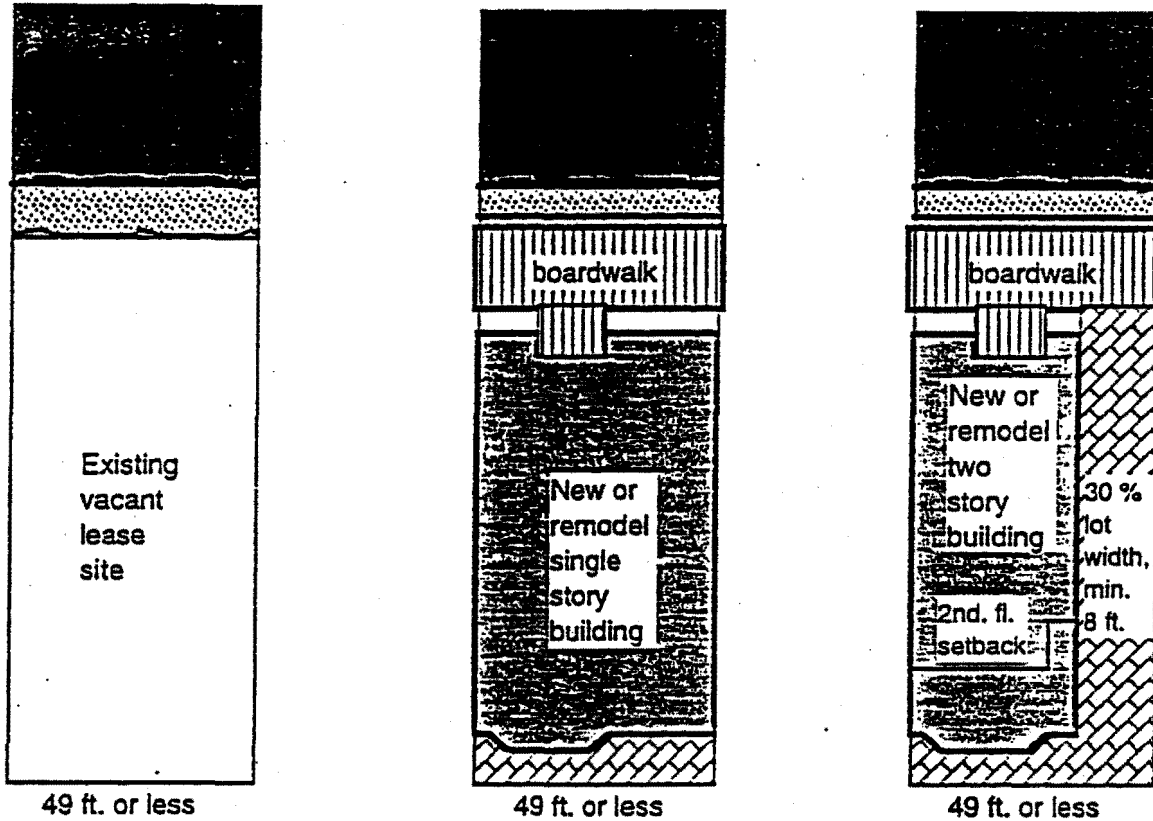 Existing
vacant
lease
site
49 ft. or less
boardwalk
New or
remodel
single
story
building
49 ft. or less
boardwalk
New or
remodel
two
story
building
2nd. fl.
setback
30 %
lot
width,
min.
8 ft.
49 ft. or less